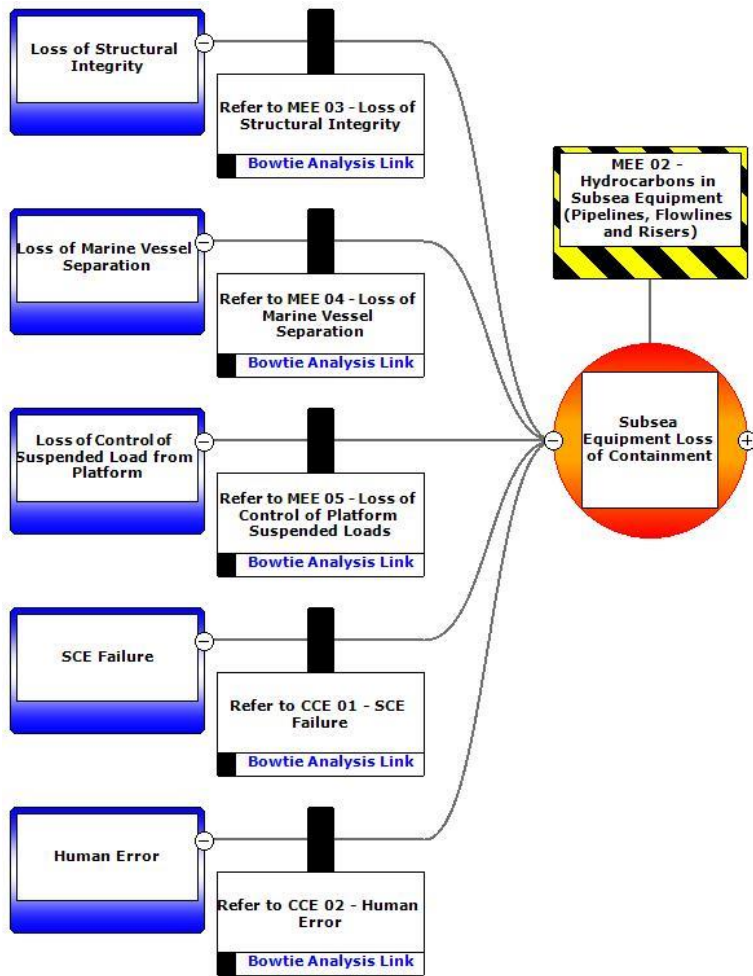 Loss of Structural
Integrity
Refer to MEE 03 - Loss of
Structural Integrity
Bowtie Analysis Link
MEE 02 -
Hydrocarbons in
Subsea Equipment
(Pipelines, Flowlines
and Risers)
Loss of Marine Vessel
Separation
Refer to MEE 04 - Loss of
Marine Vessel
Separation
Bowtie Analysis Link
Subsea
Equipment Loss
of Containment
Loss of Control of
Suspended Load from
Platform
Refer to MEE 05 - Loss of
Control of Platform
Suspended Loads
Bowtie Analysis Link
SCE Failure
Refer to CCE 01 - SCE
Failure
Bowtie Analysis Link
Human Error
Refer to CCE 02 - Human
Error
Bowtie Analysis Link